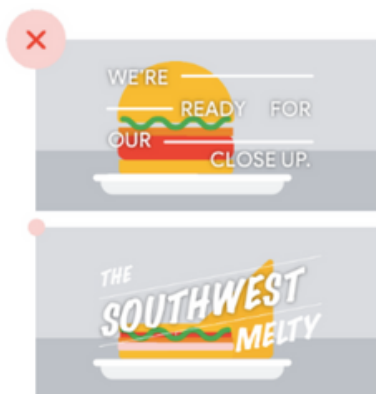 WE'RE
READY FOR
OUR
CLOSE UP.
THE
SOUTHWEST
MELTY